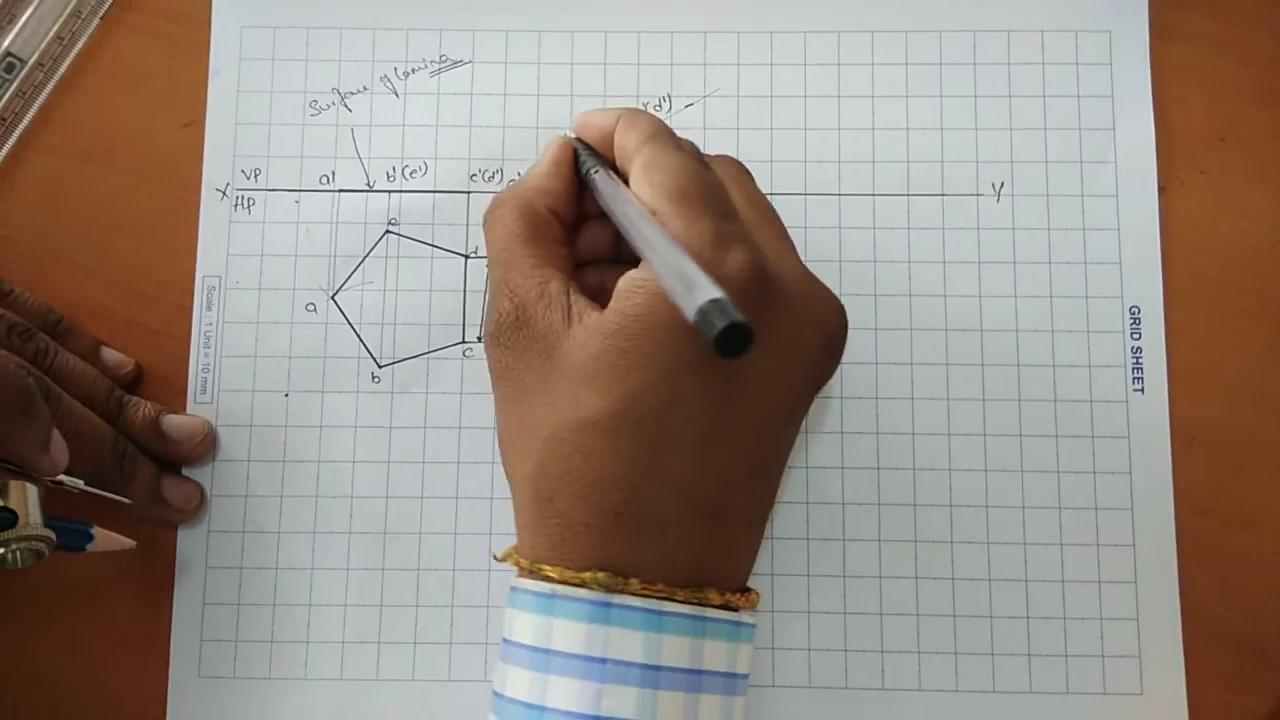 Surface of Lamina
VP
HP
X
a'
b'(e')
c'(d')
Y
e
d
a
c
b
Scale : 1 Unit = 10 mm
GRID SHEET